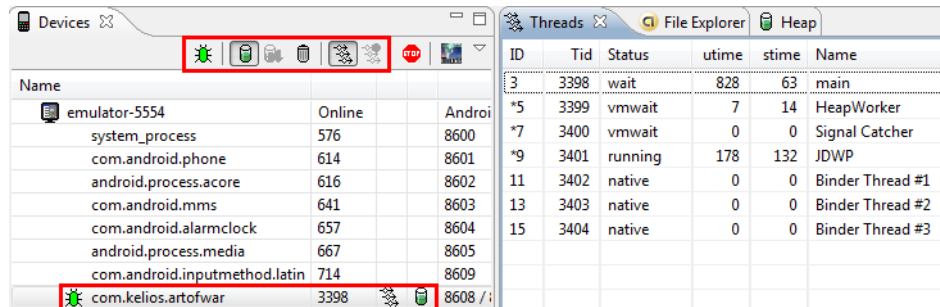 Devices
Threads File Explorer Heap
STOP
Name
ID Tid Status utime stime Name
emulator-5554 Online Androi
system_process 576 8600
com.android.phone 614 8601
android.process.acore 616 8602
com.android.mms 641 8603
com.android.alarmclock 657 8604
android.process.media 667 8605
com.android.inputmethod.latin 714 8609
com.kelios.artofwar 3398 8608 /
3 3398 wait 828 63 main
*5 3399 vmwait 7 14 HeapWorker
*7 3400 vmwait 0 0 Signal Catcher
*9 3401 running 178 132 JDWP
11 3402 native 0 0 Binder Thread #1
13 3403 native 0 0 Binder Thread #2
15 3404 native 0 0 Binder Thread #3